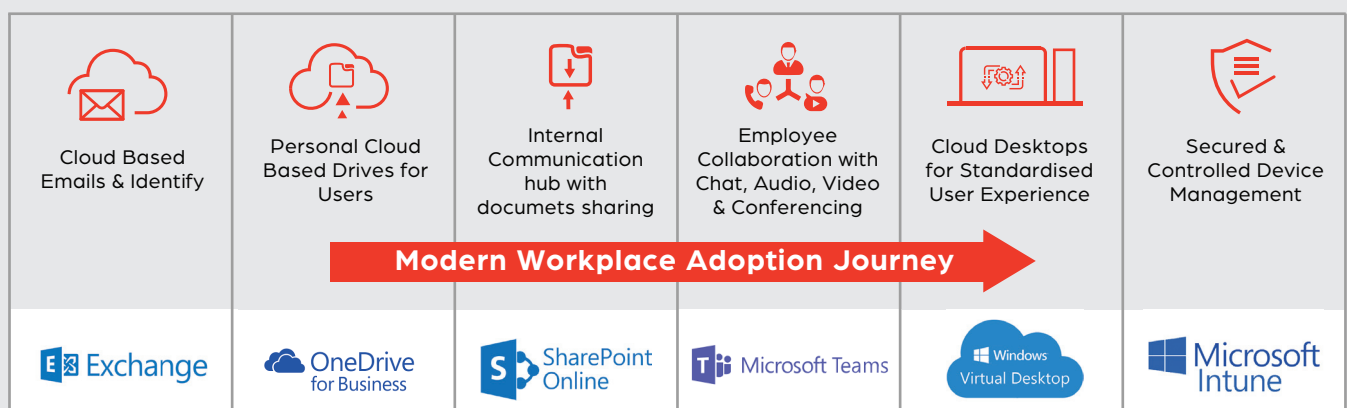 Cloud Based
Emails & Identify
Personal Cloud
Based Drives for
Users
Internal
Communication
hub with
documets sharing
Employee
Collaboration with
Chat, Audio, Video
& Conferencing
Cloud Desktops
for Standardised
User Experience
Secured &
Controlled Device
Management
Modern Workplace Adoption Journey
E Exchange
OneDrive
for Business
S SharePoint
Online
T Microsoft Teams
Windows
Virtual Desktop
Microsoft
Intune